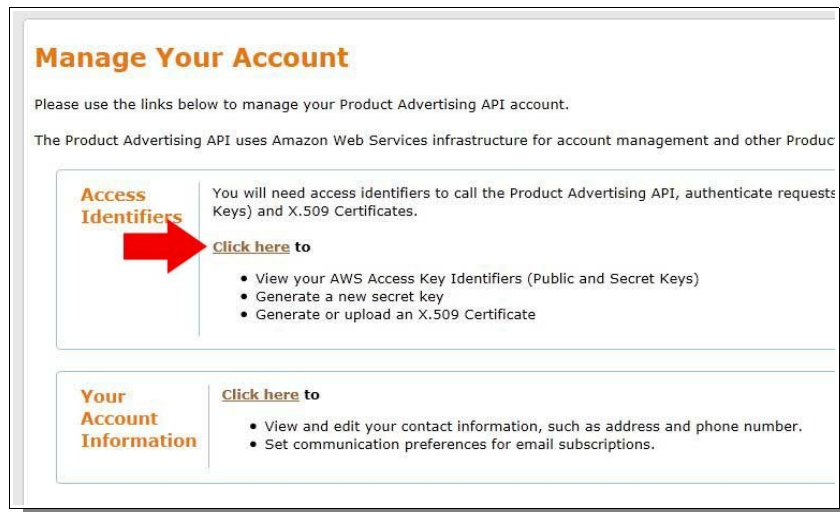 Manage Your Account
Please use the links below to manage your Product Advertising API account.
The Product Advertising API uses Amazon Web Services infrastructure for account management and other Produc
Access
Identifiers
You will need access identifiers to call the Product Advertising API, authenticate requests
Keys) and X.509 Certificates.
Click here to
• View your AWS Access Key Identifiers (Public and Secret Keys)
• Generate a new secret key
• Generate or upload an X.509 Certificate
Your
Account
Information
Click here to
• View and edit your contact information, such as address and phone number.
• Set communication preferences for email subscriptions.